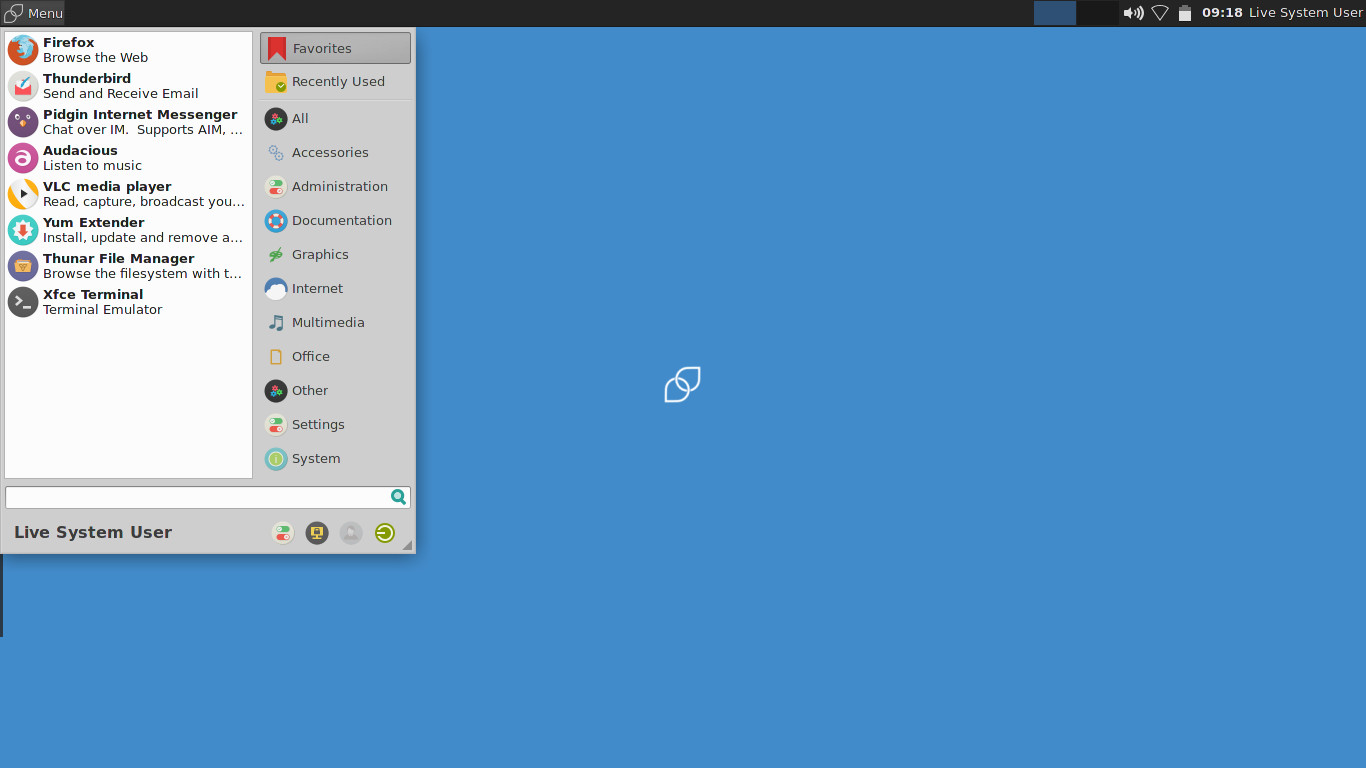 Menu
09:18 Live System User
Firefox
Browse the Web
Thunderbird
Send and Receive Email
Pidgin Internet Messenger
Chat over IM.  Supports AIM, ...
Audacious
Listen to music
VLC media player
Read, capture, broadcast you...
Yum Extender
Install, update and remove a...
Thunar File Manager
Browse the filesystem with t...
Xfce Terminal
Terminal Emulator
Favorites
Recently Used
All
Accessories
Administration
Documentation
Graphics
Internet
Multimedia
Office
Other
Settings
System
Live System User